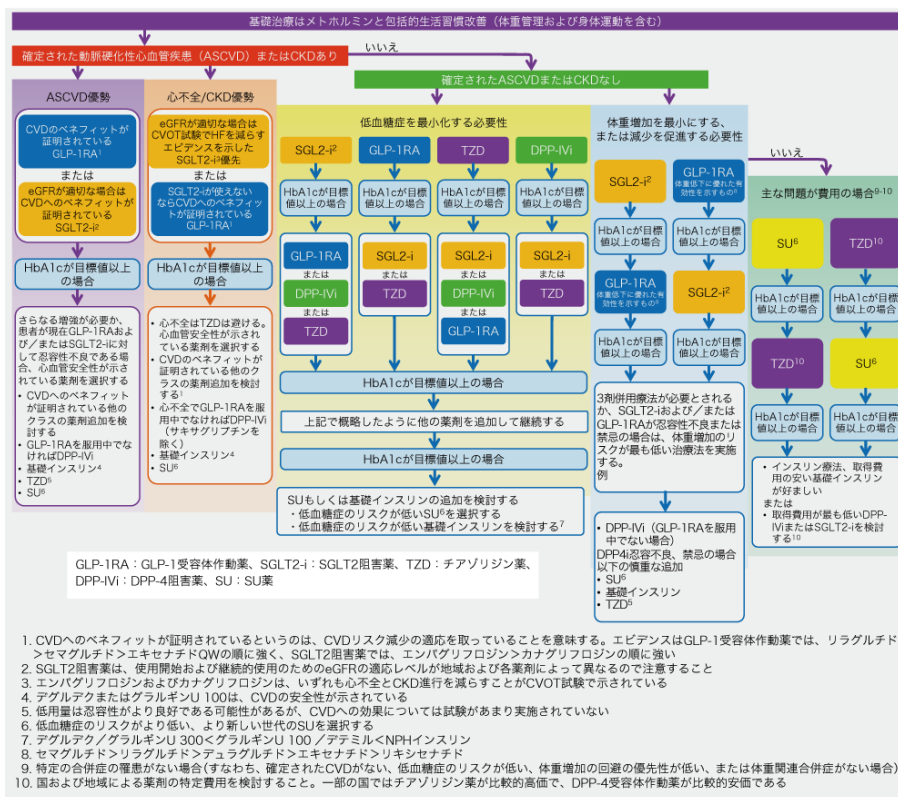 基礎治療はメトホルミンと包括的生活習慣改善（体重管理および身体運動を含む）
確定された動脈硬化性心血管疾患（ASCVD）またはCKDあり
いいえ
確定されたASCVDまたはCKDなし
ASCVD優勢
CVDのベネフィットが
証明されている
GLP-1RA1
または
eGFRが適切な場合は
CVDへのベネフィットが
証明されている
SGLT2-i2
HbA1cが目標値以上
の場合
さらなる増強が必要か、
患者が現在GLP-1RAおよ
び／またはSGLT2-iに対
して忍容性不良である場
合、心血管安全性が示さ
れている薬剤を選択する
• CVDへのベネフィット
が証明されている他の
クラスの薬剤追加を検
討する
• GLP-1RAを服用中でな
ければDPP-IVi
• 基礎インスリン4
• TZD5
• SU6
心不全/CKD優勢
eGFRが適切な場合は
CVOT試験でHFを減らす
エビデンスを示した
SGLT2-i3優先
または
SGLT2-iが使えない
ならCVDへのベネフィッ
トが証明されている
GLP-1RA1
HbA1cが目標値以上
の場合
• 心不全はTZDは避ける。
心血管安全性が示されて
いる薬剤を選択する
• CVDのベネフィットが
証明されている他のク
ラスの薬剤追加を検討
する1
• 心不全でGLP-1RAを服用
中でなければDPP-IVi
（サキサグリプチンを
除く）
• 基礎インスリン4
• SU6
低血糖症を最小化する必要性
SGL2-i2
GLP-1RA
TZD
DPP-IVi
HbA1cが目標
値以上の場合
HbA1cが目標
値以上の場合
HbA1cが目標
値以上の場合
HbA1cが目標
値以上の場合
GLP-1RA
または
DPP-IVi
または
TZD
SGL2-i
または
TZD
SGL2-i
または
DPP-IVi
または
GLP-1RA
SGL2-i
または
TZD
HbA1cが目標値以上の場合
上記で概略したように他の薬剤を追加して継続する
HbA1cが目標値以上の場合
SUもしくは基礎インスリンの追加を検討する
・低血糖症のリスクが低いSU6を選択する
・低血糖症のリスクが低い基礎インスリンを検討する7
体重増加を最小にする、
または減少を促進する必要性
SGL2-i2
GLP-1RA
体重低下に優れた有
効性を示すもの8
HbA1cが目標
値以上の場合
HbA1cが目標
値以上の場合
GLP-1RA
体重低下に優れた有
効性を示すもの8
SGL2-i2
HbA1cが目標
値以上の場合
HbA1cが目標
値以上の場合
3剤併用療法が必要とされる
か、SGLT2-iおよび／または
GLP-1RAが忍容性不良または
禁忌の場合は、体重増加のリ
スクが最も低い治療法を実施
する。
例
• DPP-IVi（GLP-1RAを服用
中でない場合）
DPP4i忍容不良、禁忌の場合
以下の慎重な追加
• SU6
• 基礎インスリン
• TZD5
いいえ
主な問題が費用の場合9-10
SU6
TZD10
HbA1cが目標
値以上の場合
HbA1cが目標
値以上の場合
TZD10
SU6
HbA1cが目標
値以上の場合
HbA1cが目標
値以上の場合
• インスリン療法、取得費
用の安い基礎インスリン
が好ましい
または
• 取得費用が最も低いDPP-
IViまたはSGLT2-iを検討
する10
GLP-1RA：GLP-1受容体作動薬、SGLT2-i：SGLT2阻害薬、TZD：チアゾリジン薬、
DPP-IVi：DPP-4阻害薬、SU：SU薬
1. CVDへのベネフィットが証明されているというのは、CVDリスク減少の適応を取っていることを意味する。エビデンスはGLP-1受容体作動薬では、リラグルチド
＞セマグルチド＞エキセナチドQWの順に強く、SGLT2阻害薬では、エンパグリフロジン＞カナグリフロジンの順に強い
2. SGLT2阻害薬は、使用開始および継続的使用のためのeGFRの適応レベルが地域および各薬剤によって異なるので注意すること
3. エンパグリフロジンおよびカナグリフロジンは、いずれも心不全とCKD進行を減らすことがCVOT試験で示されている
4. デグルデクまたはグラルギンU 100は、CVDの安全性が示されている
5. 低用量は忍容性がより良好である可能性があるが、CVDへの効果については試験があまり実施されていない
6. 低血糖症のリスクがより低い、より新しい世代のSUを選択する
7. デグルデク／グラルギンU 300＜グラルギンU 100／デテミル＜NPHインスリン
8. セマグルチド＞リラグルチド＞デュラグルチド＞エキセナチド＞リキシセナチド
9. 特定の合併症の罹患がない場合（すなわち、確定されたCVDがない、低血糖症のリスクが低い、体重増加の回避の優先性が低い、または体重関連合併症がない場合）
10. 国および地域による薬剤の特定費用を検討すること。一部の国ではチアゾリジン薬が比較的高価で、DPP-4受容体作動薬が比較的安価である